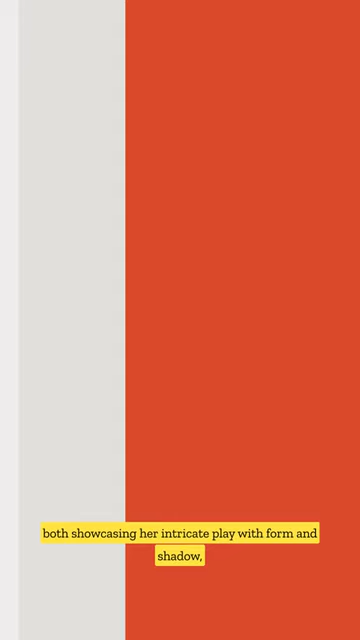 both showcasing her intricate play with form and
shadow,